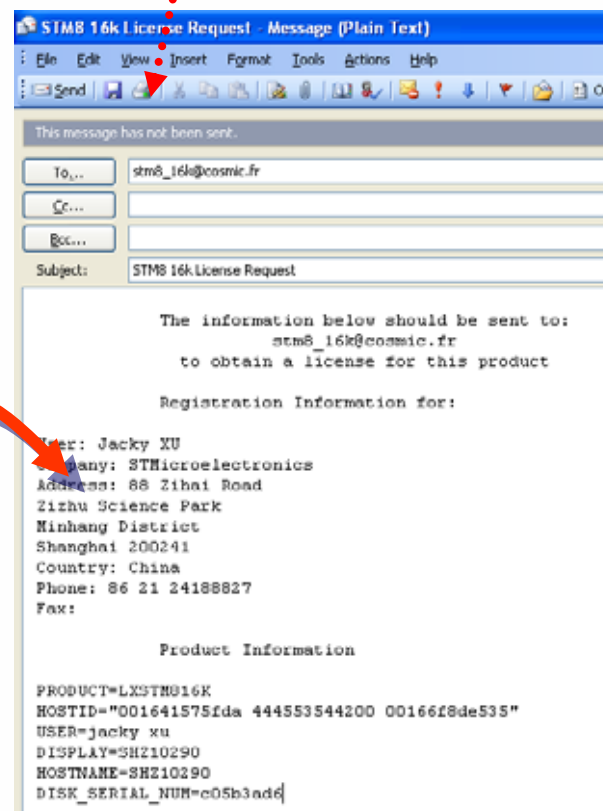 STM8 16k License Request - Message (Plain Text)
File Edit View Insert Format Tools Actions Help
Send
This message has not been sent.
To... stm8_16k@cosmic.fr
Cc...
Bcc...
Subject: STM8 16k License Request
The information below should be sent to:
stm8_16k@cosmic.fr
to obtain a license for this product
Registration Information for:
User: Jacky XU
Company: STMicroelectronics
Address: 88 Zihai Road
Zizhu Science Park
Minhang District
Shanghai 200241
Country: China
Phone: 86 21 24188827
Fax:
Product Information
PRODUCT=LXSTM816K
HOSTID="001641575fda 444553544200 00166f8de535"
USER=jacky xu
DISPLAY=SHZ10290
HOSTNAME=SHZ10290
DISK_SERIAL_NUM=c05b3ad6